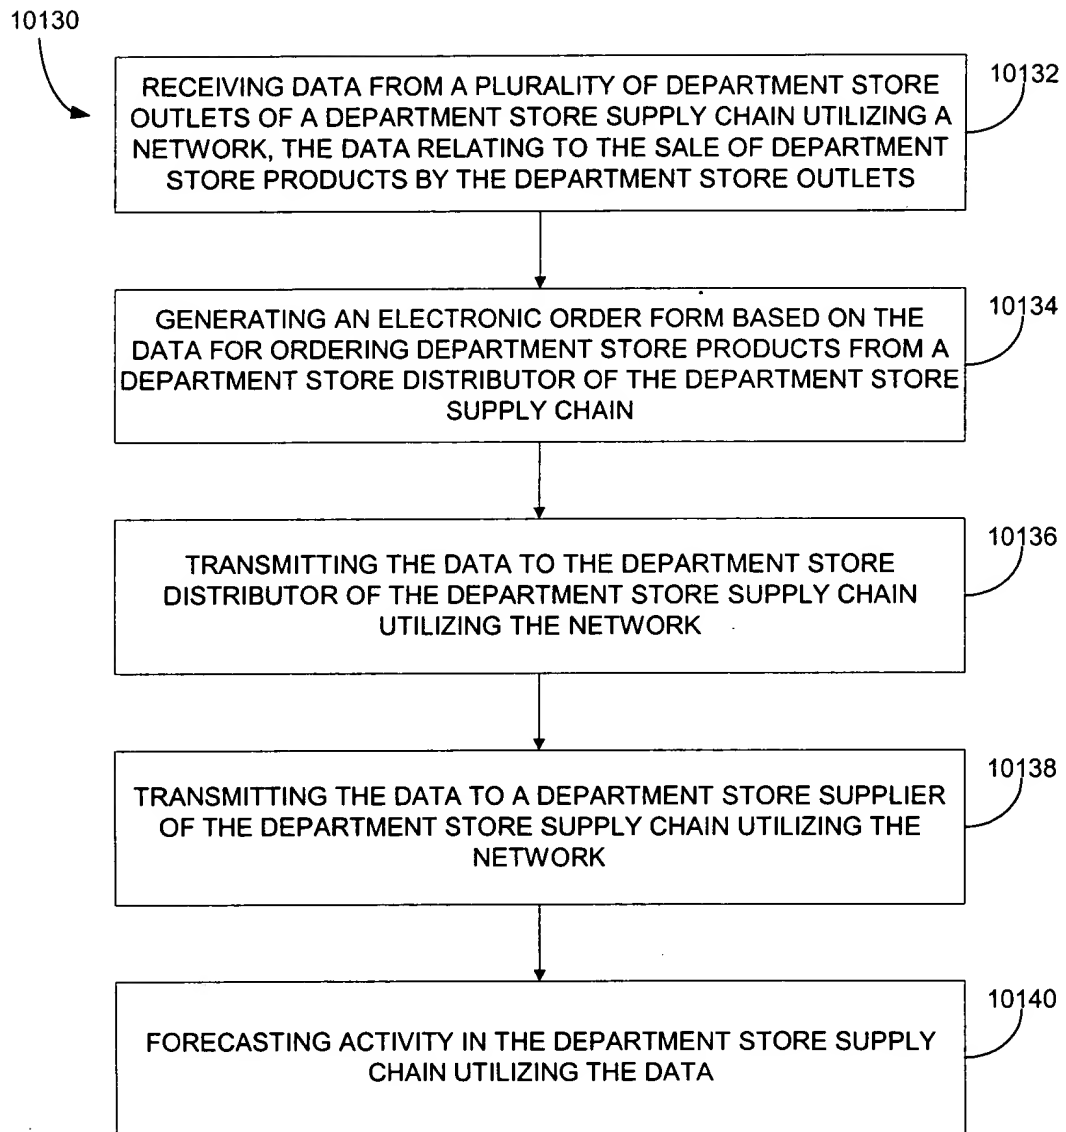 10130
10132
RECEIVING DATA FROM A PLURALITY OF DEPARTMENT STORE
OUTLETS OF A DEPARTMENT STORE SUPPLY CHAIN UTILIZING A
NETWORK, THE DATA RELATING TO THE SALE OF DEPARTMENT
STORE PRODUCTS BY THE DEPARTMENT STORE OUTLETS
10134
GENERATING AN ELECTRONIC ORDER FORM BASED ON THE
DATA FOR ORDERING DEPARTMENT STORE PRODUCTS FROM A
DEPARTMENT STORE DISTRIBUTOR OF THE DEPARTMENT STORE
SUPPLY CHAIN
10136
TRANSMITTING THE DATA TO THE DEPARTMENT STORE
DISTRIBUTOR OF THE DEPARTMENT STORE SUPPLY CHAIN
UTILIZING THE NETWORK
10138
TRANSMITTING THE DATA TO A DEPARTMENT STORE SUPPLIER
OF THE DEPARTMENT STORE SUPPLY CHAIN UTILIZING THE
NETWORK
10140
FORECASTING ACTIVITY IN THE DEPARTMENT STORE SUPPLY
CHAIN UTILIZING THE DATA